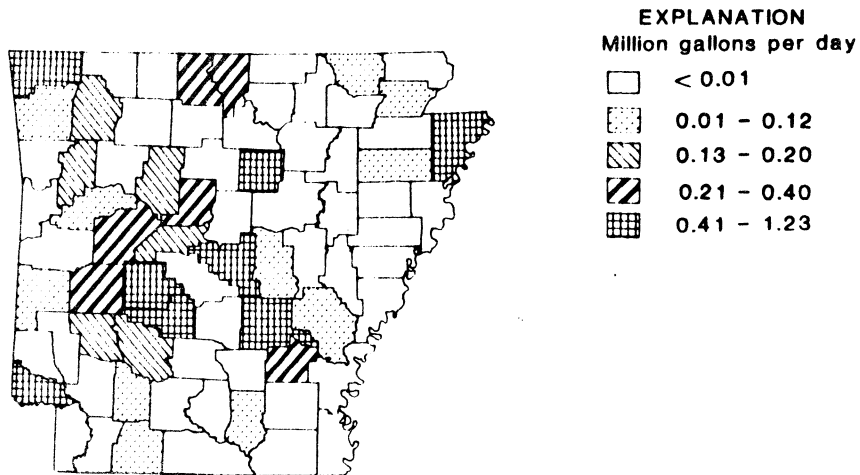 EXPLANATION
Million gallons per day
< 0.01
0.01 - 0.12
0.13 - 0.20
0.21 - 0.40
0.41 - 1.23